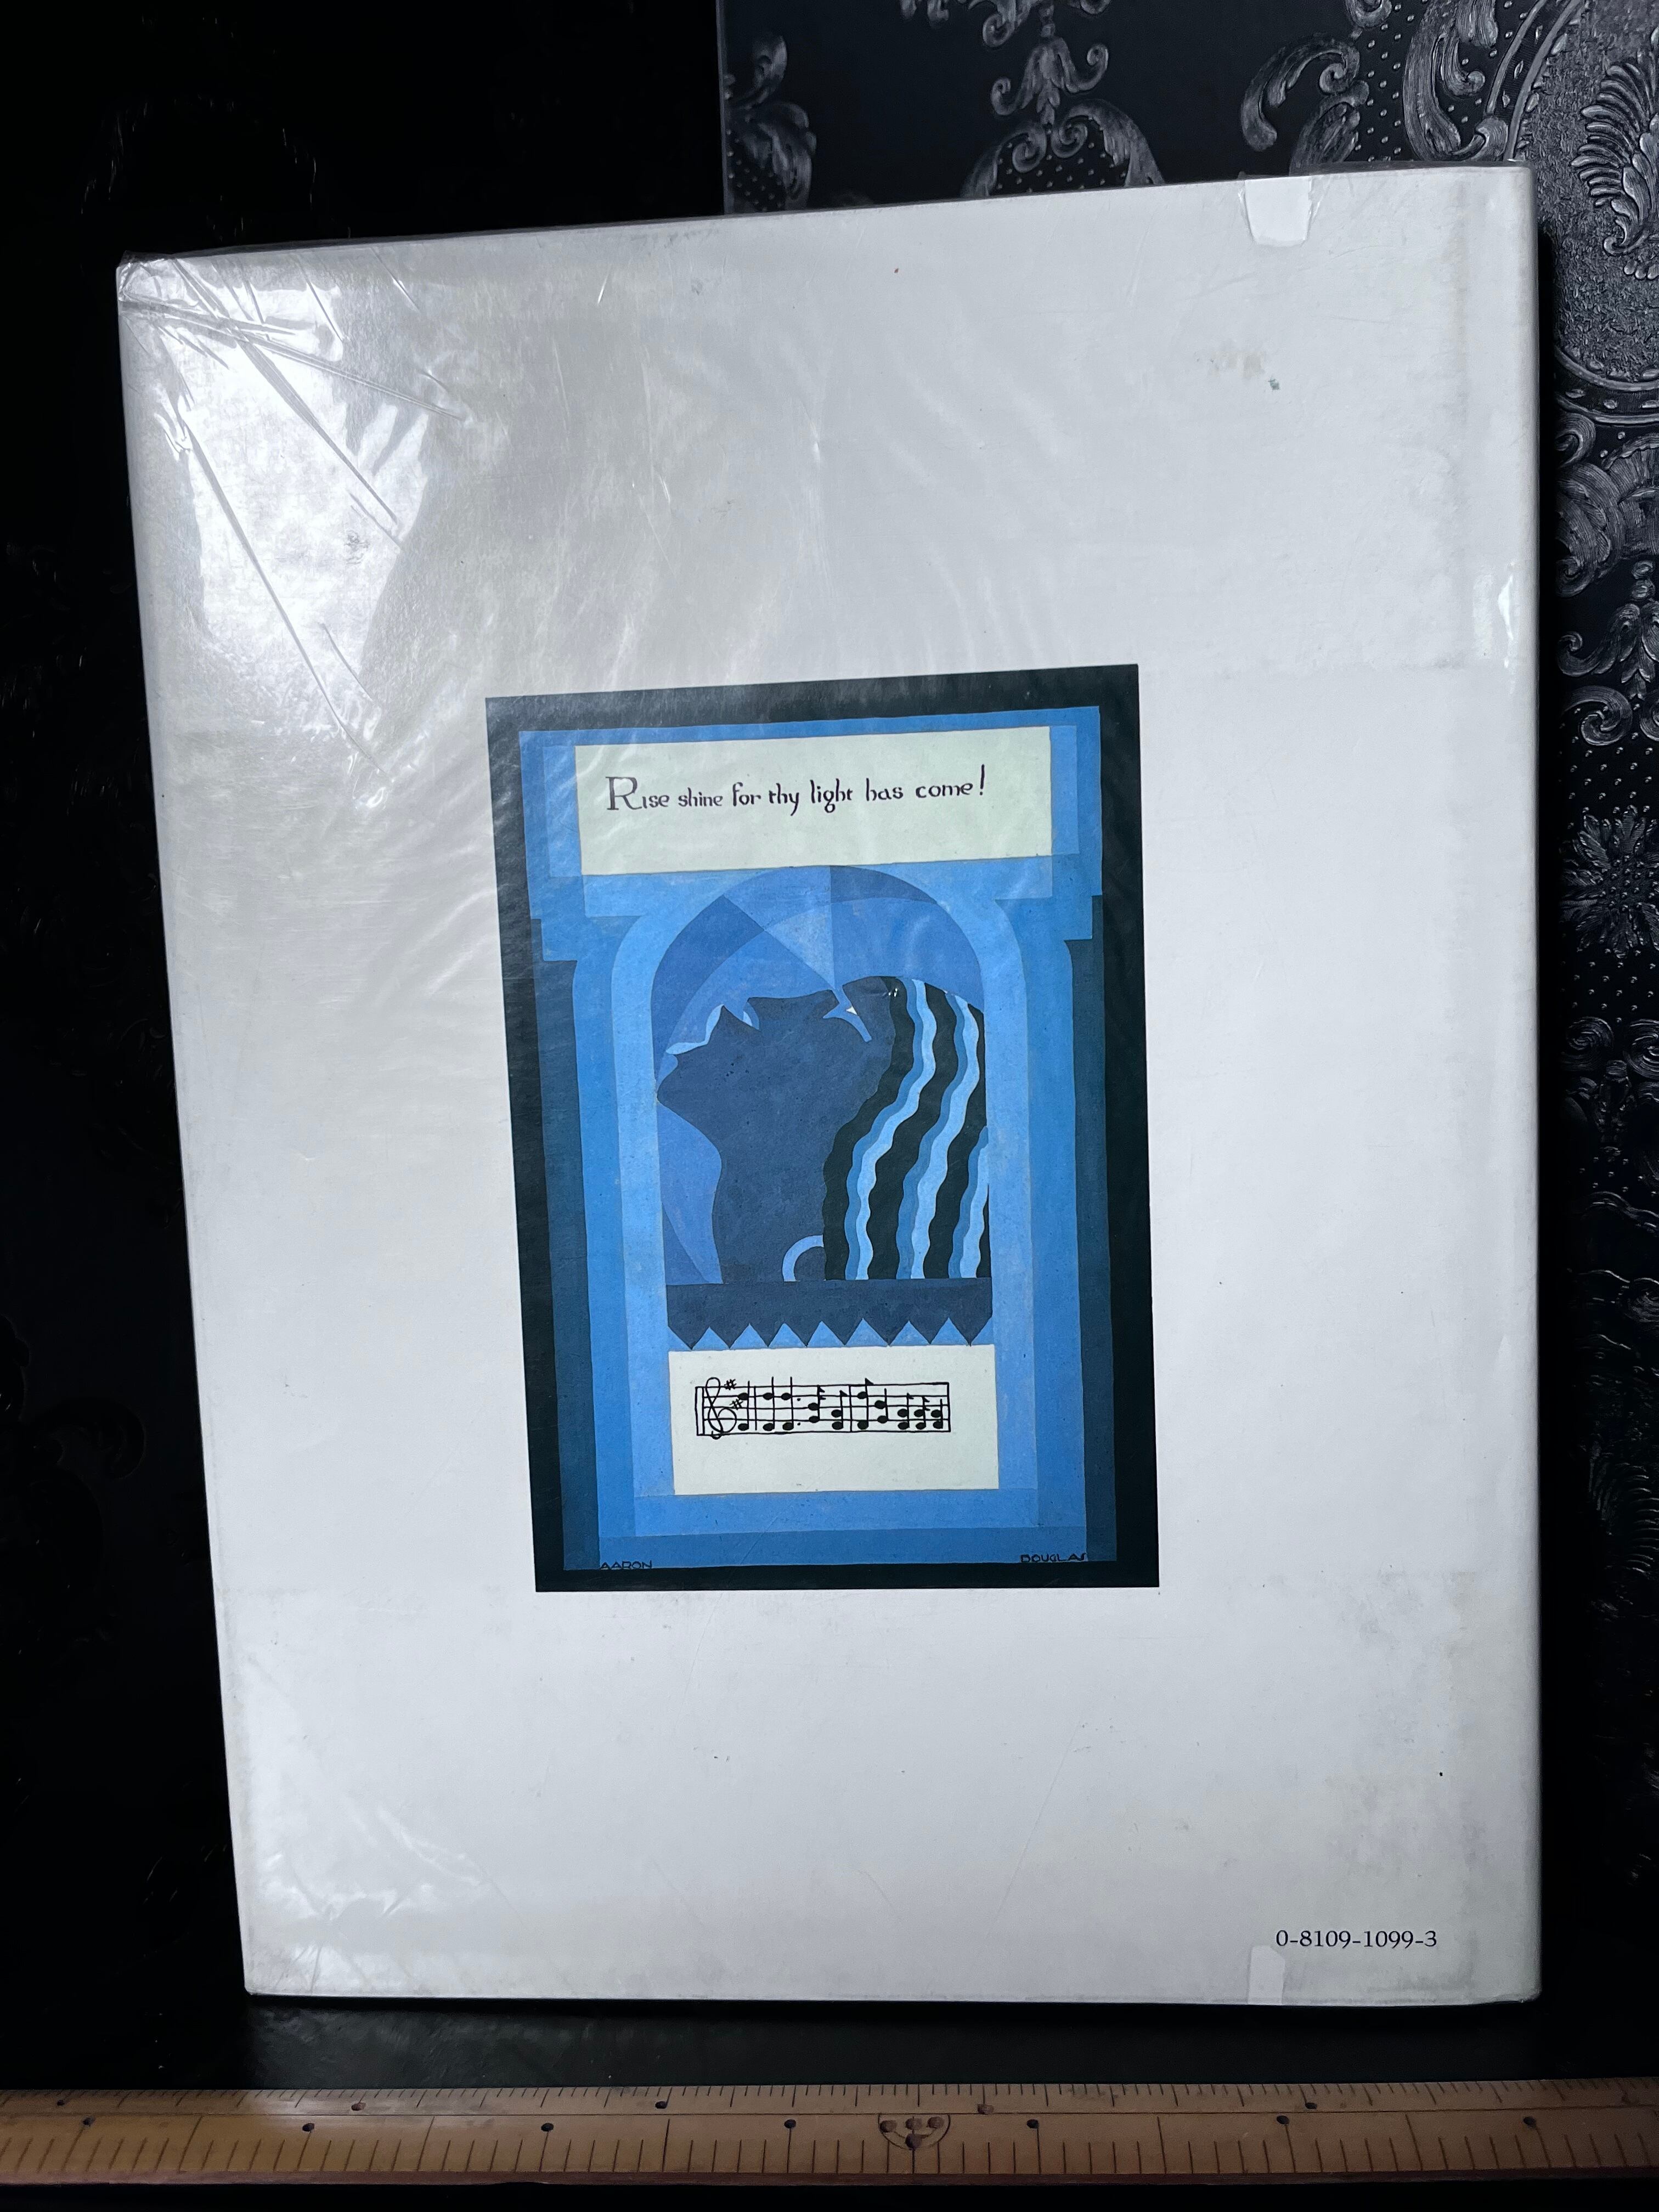 Rise shine for thy light has come!
AARON DOUGLAS
0-8109-1099-3